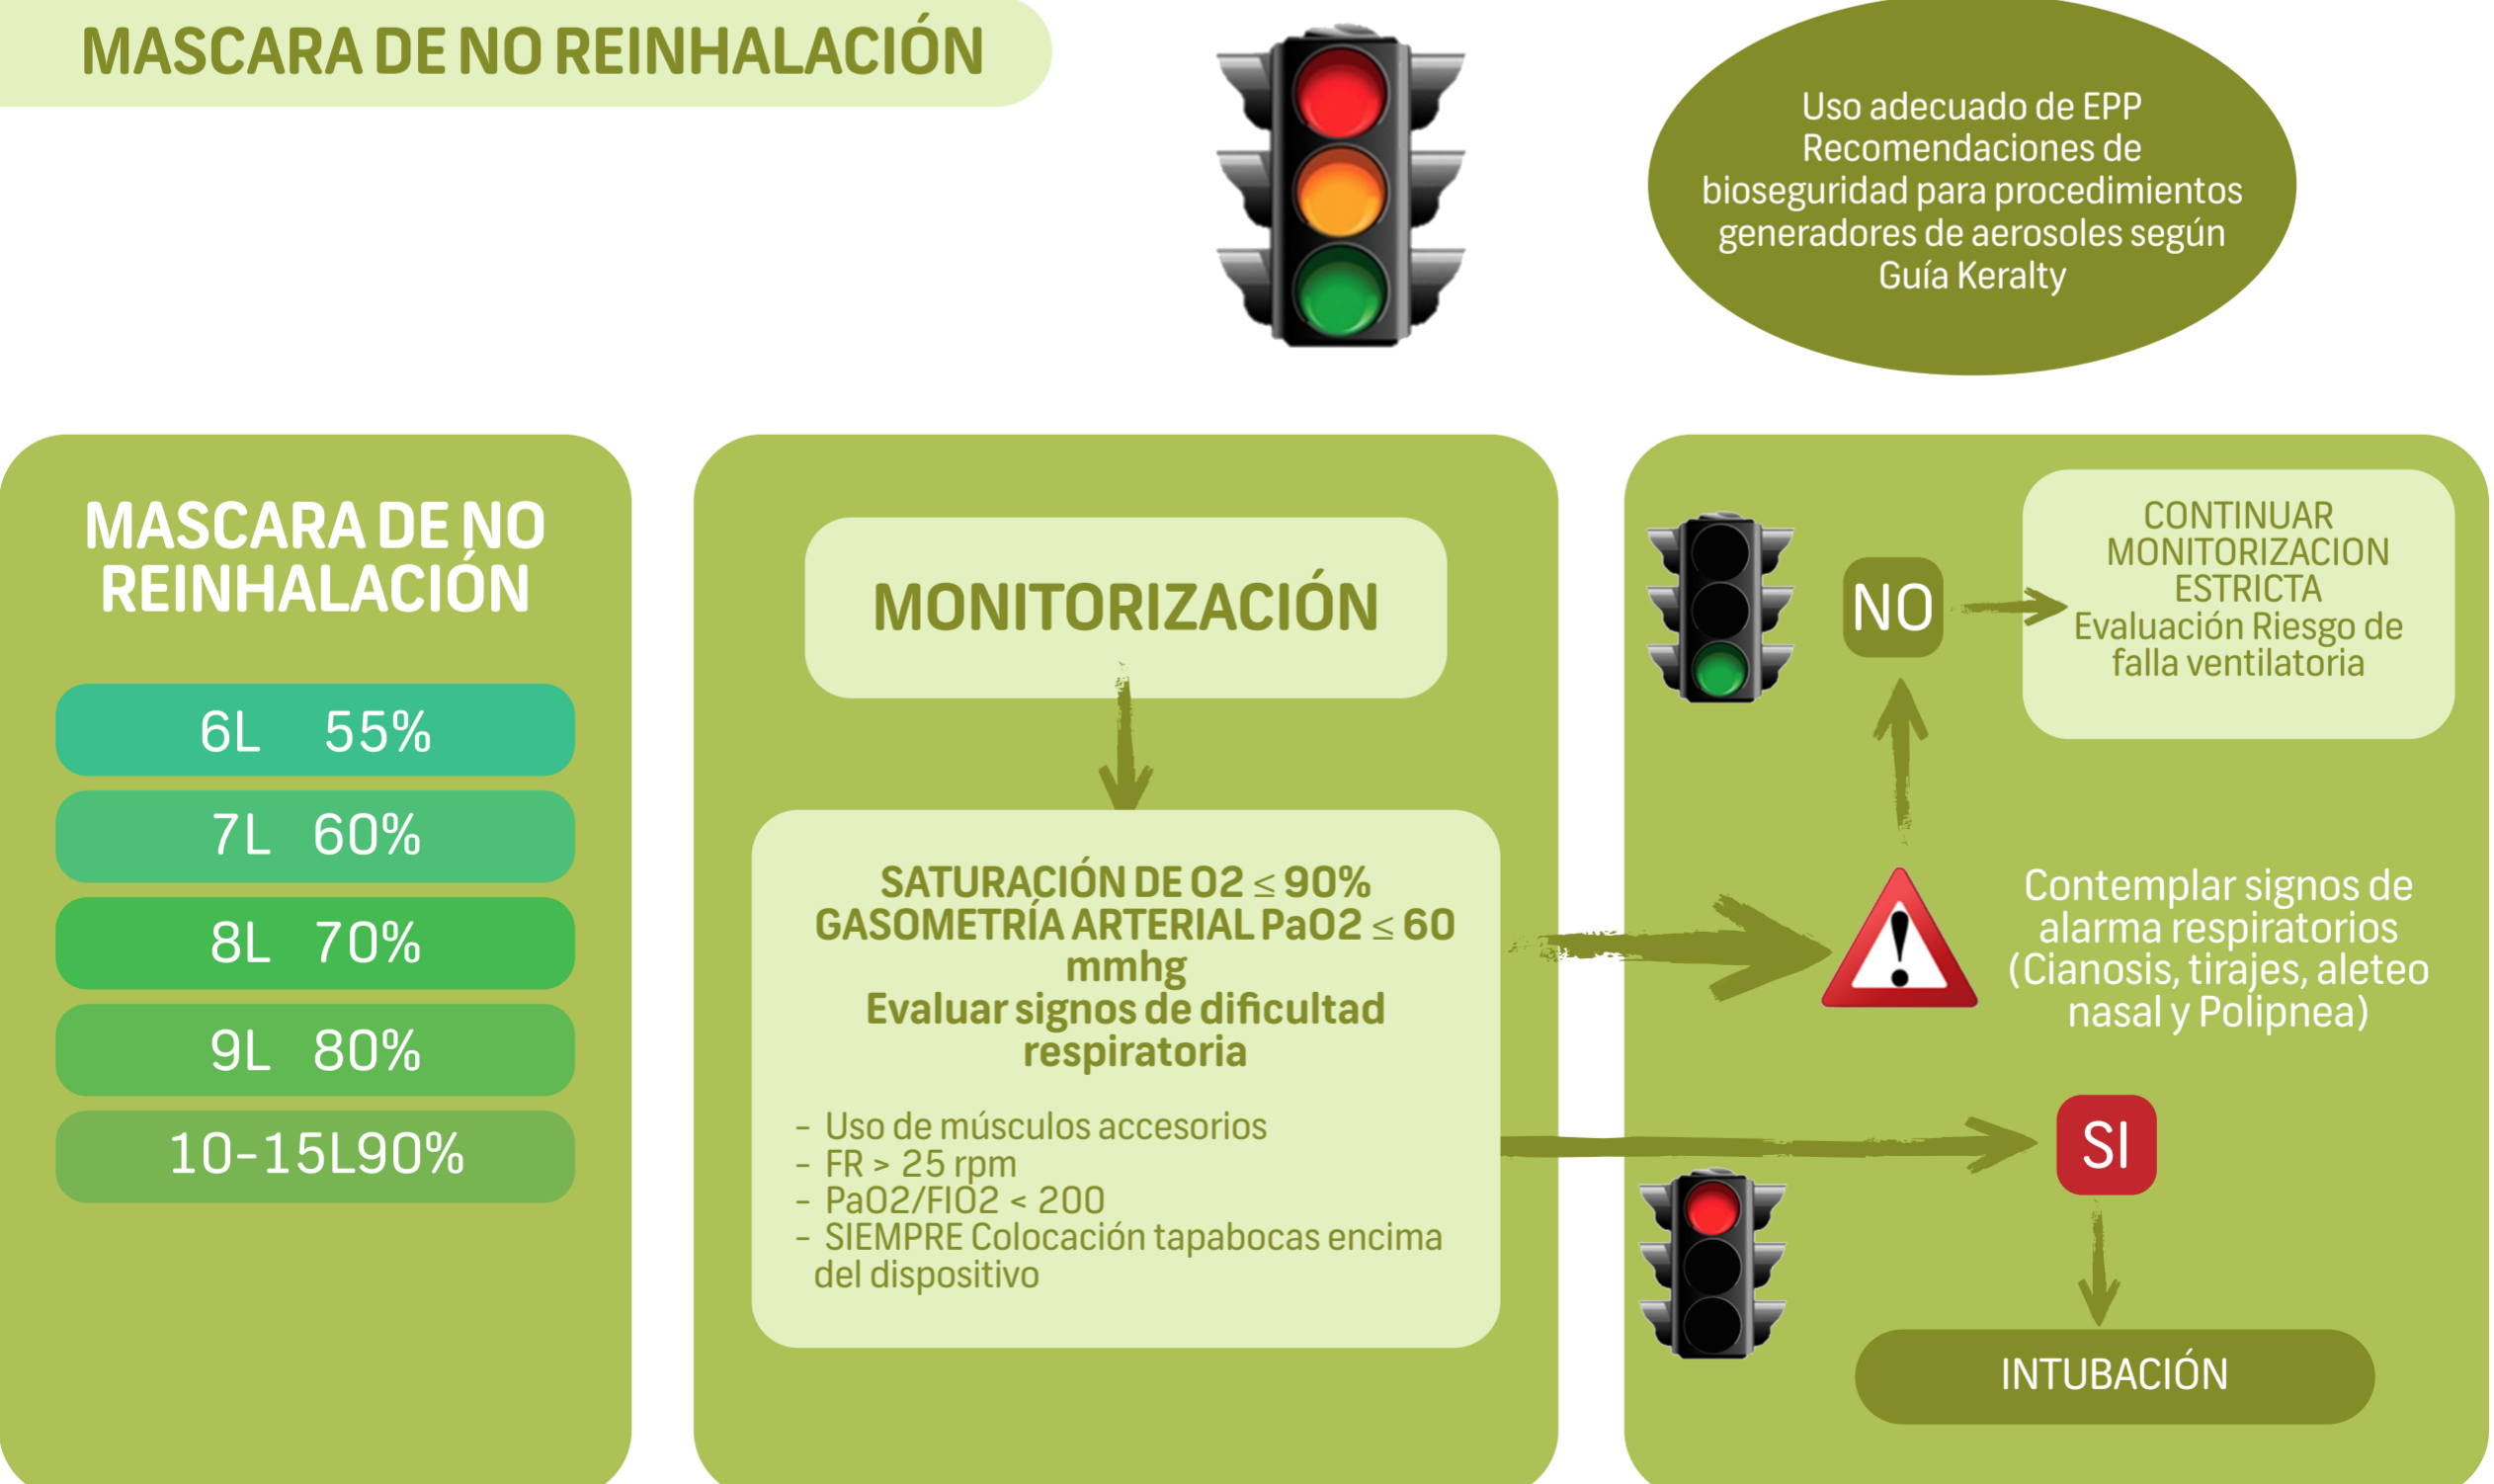 MASCARA DE NO REINHALACIÓN
Uso adecuado de EPP
Recomendaciones de
bioseguridad para procedimientos
generadores de aerosoles según
Guía Keralty
MASCARA DE NO
REINHALACIÓN
6L 55%
7L 60%
8L 70%
9L 80%
10-15L90%
MONITORIZACIÓN
SATURACIÓN DE O2 ≤ 90%
GASOMETRÍA ARTERIAL PaO2 ≤ 60
mmhg
Evaluar signos de dificultad
respiratoria
- Uso de músculos accesorios
- FR > 25 rpm
- PaO2/FIO2 < 200
- SIEMPRE Colocación tapabocas encima
del dispositivo
NO
CONTINUAR
MONITORIZACION
ESTRICTA
Evaluación Riesgo de
falla ventilatoria
Contemplar signos de
alarma respiratorios
(Cianosis, tirajes, aleteo
nasal y Polipnea)
SI
INTUBACIÓN